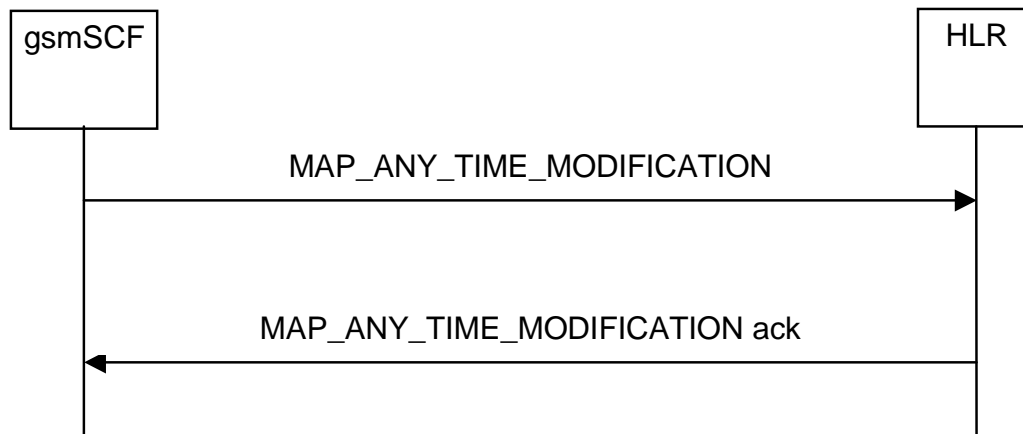 gsmSCF
HLR
MAP_ANY_TIME_MODIFICATION
MAP_ANY_TIME_MODIFICATION ack